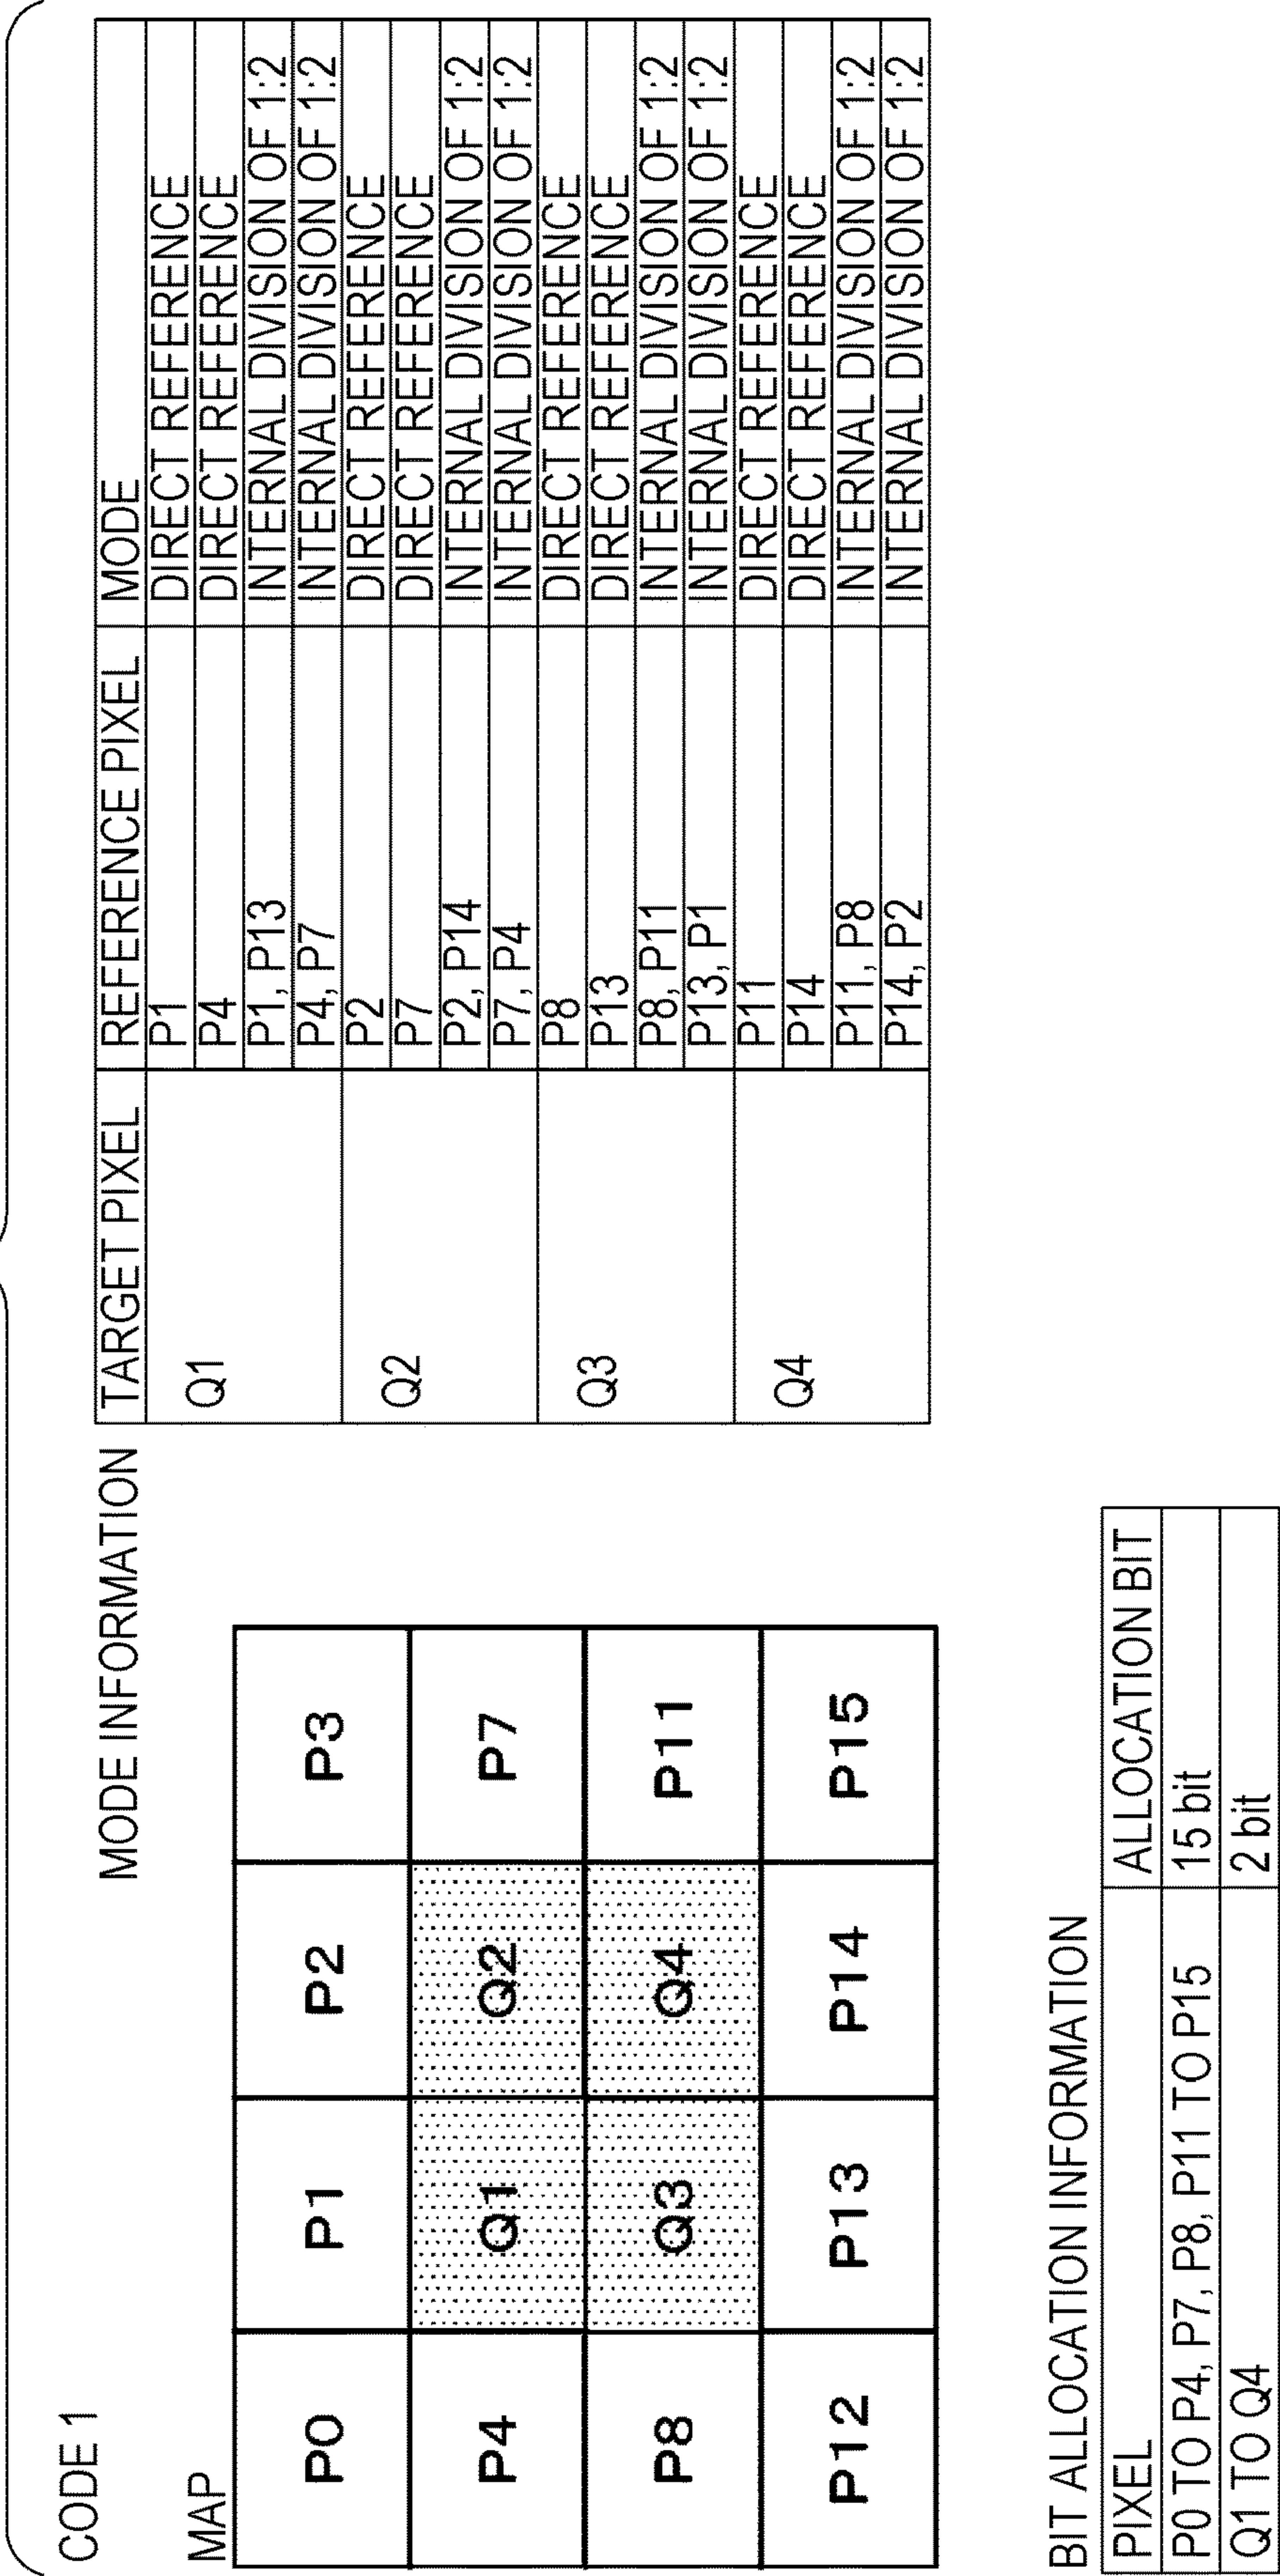 CODE 1
MAP
P0 P1 P2 P3
P4 Q1 Q2 P7
P8 Q3 Q4 P11
P12 P13 P14 P15
MODE INFORMATION
TARGET PIXEL REFERENCE PIXEL MODE
Q1 P1 DIRECT REFERENCE
P4 DIRECT REFERENCE
P1, P13 INTERNAL DIVISION OF 1:2
P4, P7 INTERNAL DIVISION OF 1:2
Q2 P2 DIRECT REFERENCE
P7 DIRECT REFERENCE
P2, P14 INTERNAL DIVISION OF 1:2
P7, P4 INTERNAL DIVISION OF 1:2
Q3 P8 DIRECT REFERENCE
P13 DIRECT REFERENCE
P8, P11 INTERNAL DIVISION OF 1:2
P13, P1 INTERNAL DIVISION OF 1:2
Q4 P11 DIRECT REFERENCE
P14 DIRECT REFERENCE
P11, P8 INTERNAL DIVISION OF 1:2
P14, P2 INTERNAL DIVISION OF 1:2
BIT ALLOCATION INFORMATION
PIXEL ALLOCATION BIT
P0 TO P4, P7, P8, P11 TO P15 15 bit
Q1 TO Q4 2 bit